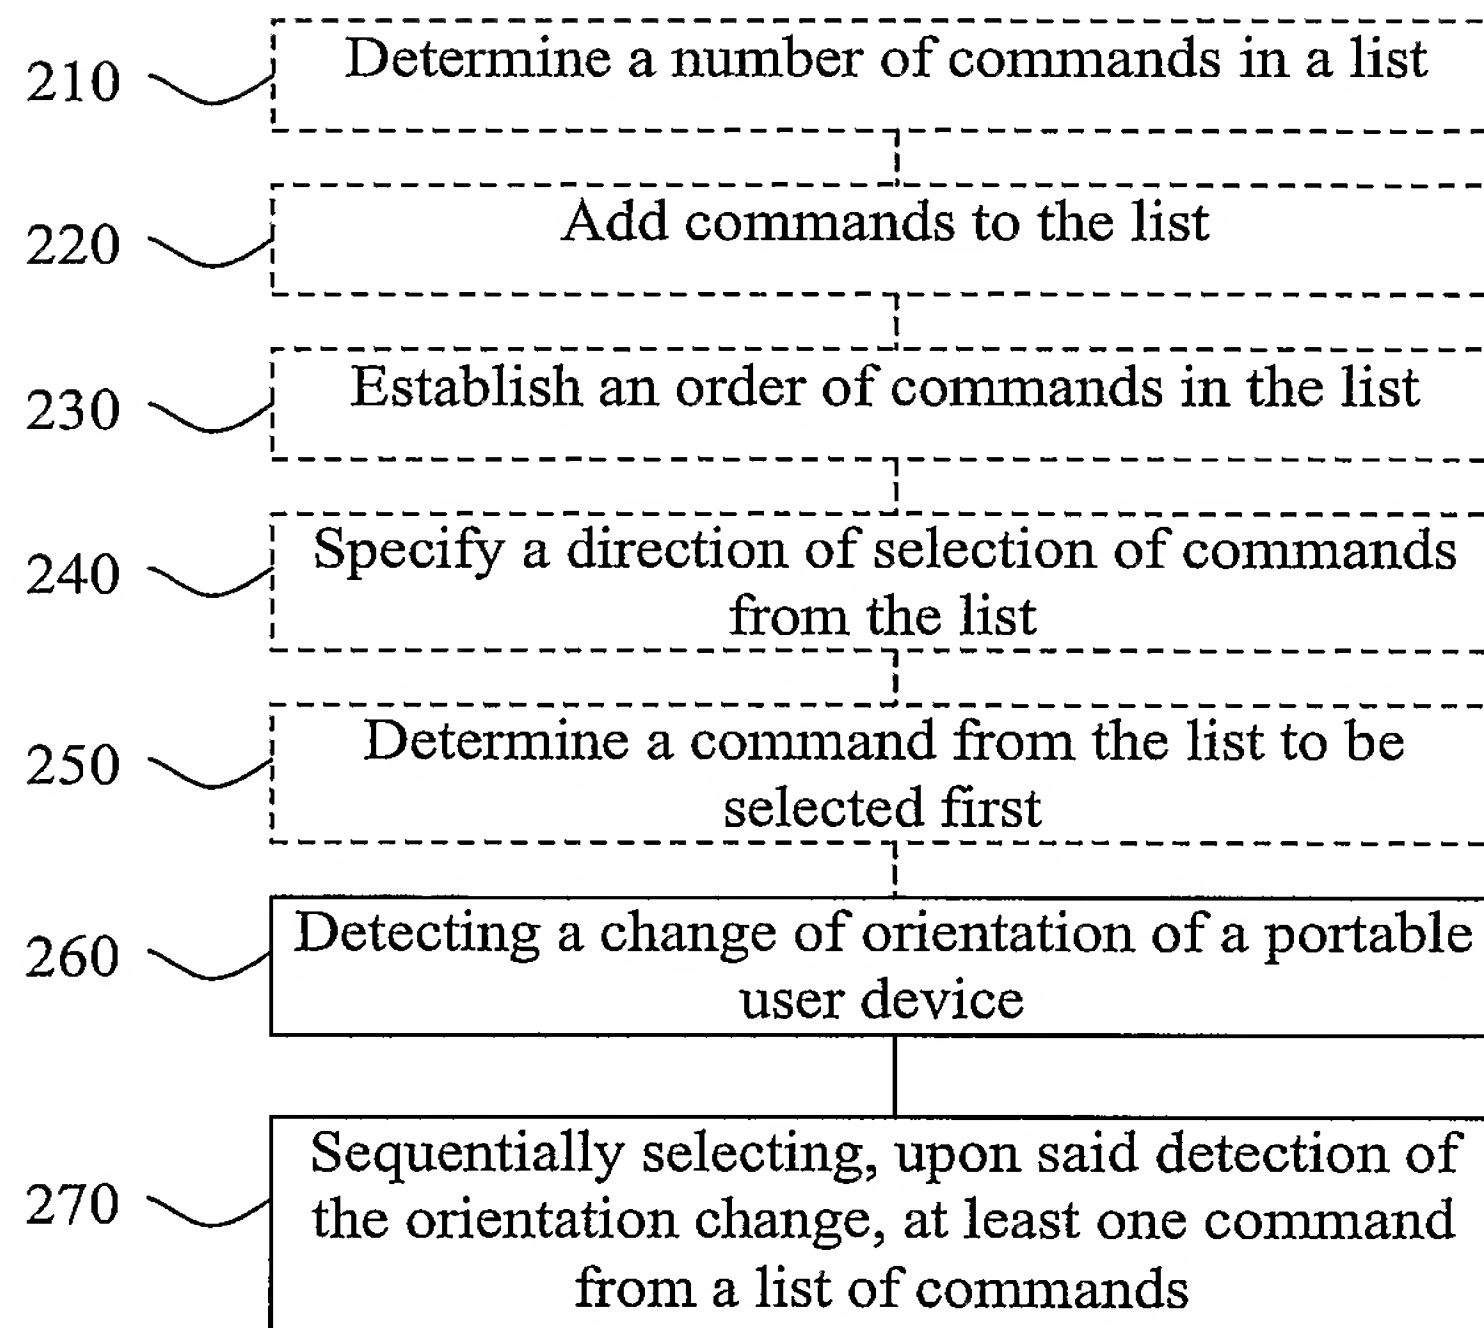 210 Determine a number of commands in a list
220 Add commands to the list
230 Establish an order of commands in the list
240 Specify a direction of selection of commands
from the list
250 Determine a command from the list to be
selected first
260 Detecting a change of orientation of a portable
user device
270 Sequentially selecting, upon said detection of
the orientation change, at least one command
from a list of commands